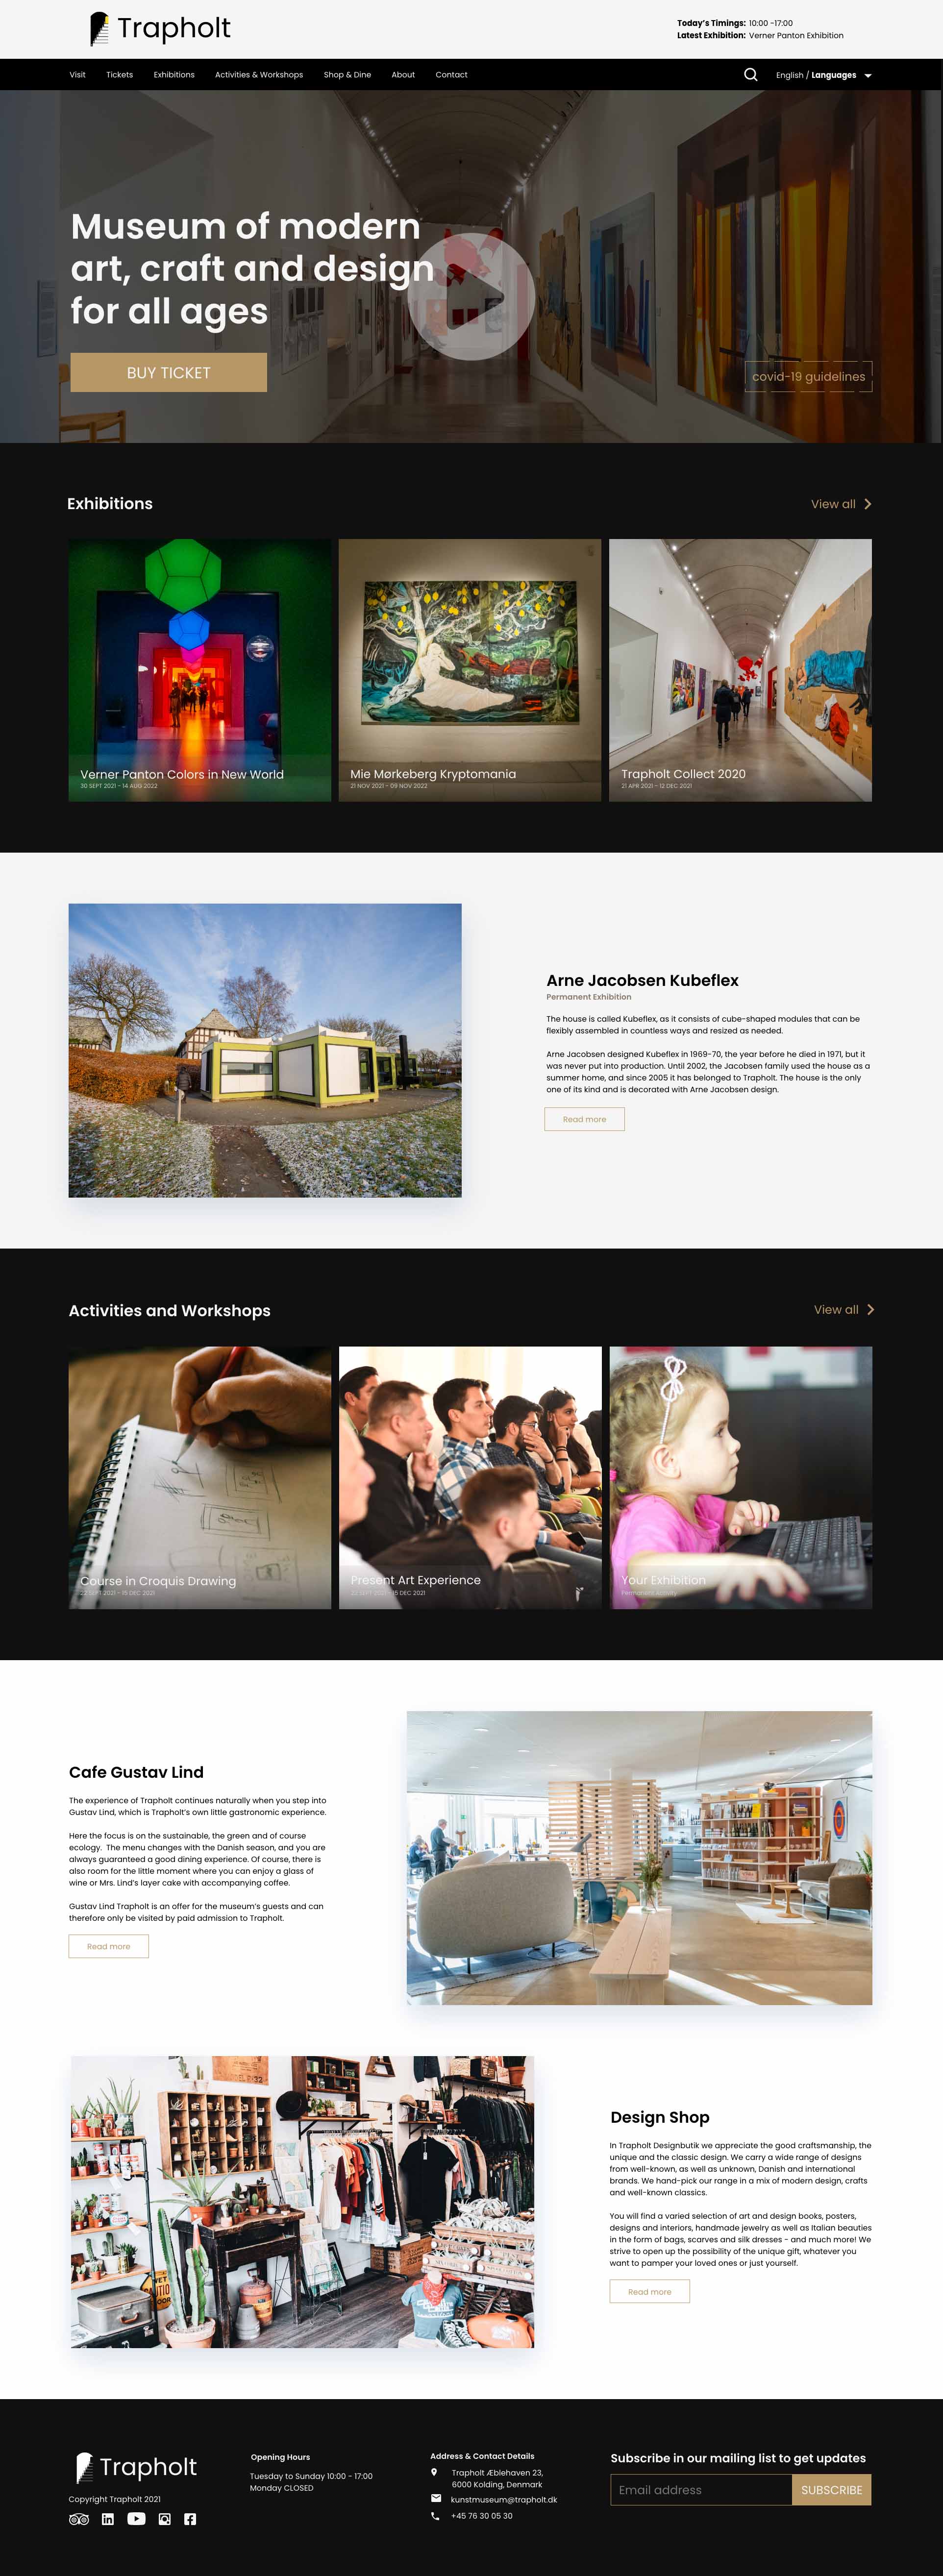 Trapholt
Today's Timings: 10:00 -17:00
Latest Exhibition: Verner Panton Exhibition
Visit Tickets Exhibitions Activities & Workshops Shop & Dine About Contact
English / Languages
Museum of modern
art, craft and design
for all ages
BUY TICKET
covid-19 guidelines
Exhibitions
View all
Verner Panton Colors in New World
30 SEPT 2021 - 14 AUG 2022
Mie Mørkeberg Kryptomania
21 NOV 2021 - 09 NOV 2022
Trapholt Collect 2020
21 APR 2021 - 12 DEC 2021
Arne Jacobsen Kubeflex
Permanent Exhibition
The house is called Kubeflex, as it consists of cube-shaped modules that can be
flexibly assembled in countless ways and resized as needed.
Arne Jacobsen designed Kubeflex in 1969-70, the year before he died in 1971, but it
was never put into production. Until 2002, the Jacobsen family used the house as a
summer home, and since 2005 it has belonged to Trapholt. The house is the only
one of its kind and is decorated with Arne Jacobsen design.
Read more
Activities and Workshops
View all
Course in Croquis Drawing
SEPT 2021 - 15 DEC 2021
Present Art Experience
15 DEC 2021
Your Exhibition
Permanent Activity
Cafe Gustav Lind
The experience of Trapholt continues naturally when you step into
Gustav Lind, which is Trapholt's own little gastronomic experience.
Here the focus is on the sustainable, the green and of course
ecology. The menu changes with the Danish season, and you are
always guaranteed a good dining experience. Of course, there is
also room for the little moment where you can enjoy a glass of
wine or Mrs. Lind's layer cake with accompanying coffee.
Gustav Lind Trapholt is an offer for the museum's guests and can
therefore only be visited by paid admission to Trapholt.
Read more
Design Shop
In Trapholt Designbutik we appreciate the good craftsmanship, the
unique and the classic design. We carry a wide range of designs
from well-known, as well as unknown, Danish and international
brands. We hand-pick our range in a mix of modern design, crafts
and well-known classics.
You will find a varied selection of art and design books, posters,
designs and interiors, handmade jewelry as well as Italian beauties
in the form of bags, scarves and silk dresses - and much more! We
strive to open up the possibility of the unique gift, whatever you
want to pamper your loved ones or just yourself.
Read more
Trapholt
Copyright Trapholt 2021
Opening Hours
Tuesday to Sunday 10:00 - 17:00
Monday CLOSED
Address & Contact Details
Trapholt Æblehaven 23,
6000 Kolding, Denmark
kunstmuseum@trapholt.dk
+45 76 30 05 30
Subscribe in our mailing list to get updates
Email address
SUBSCRIBE